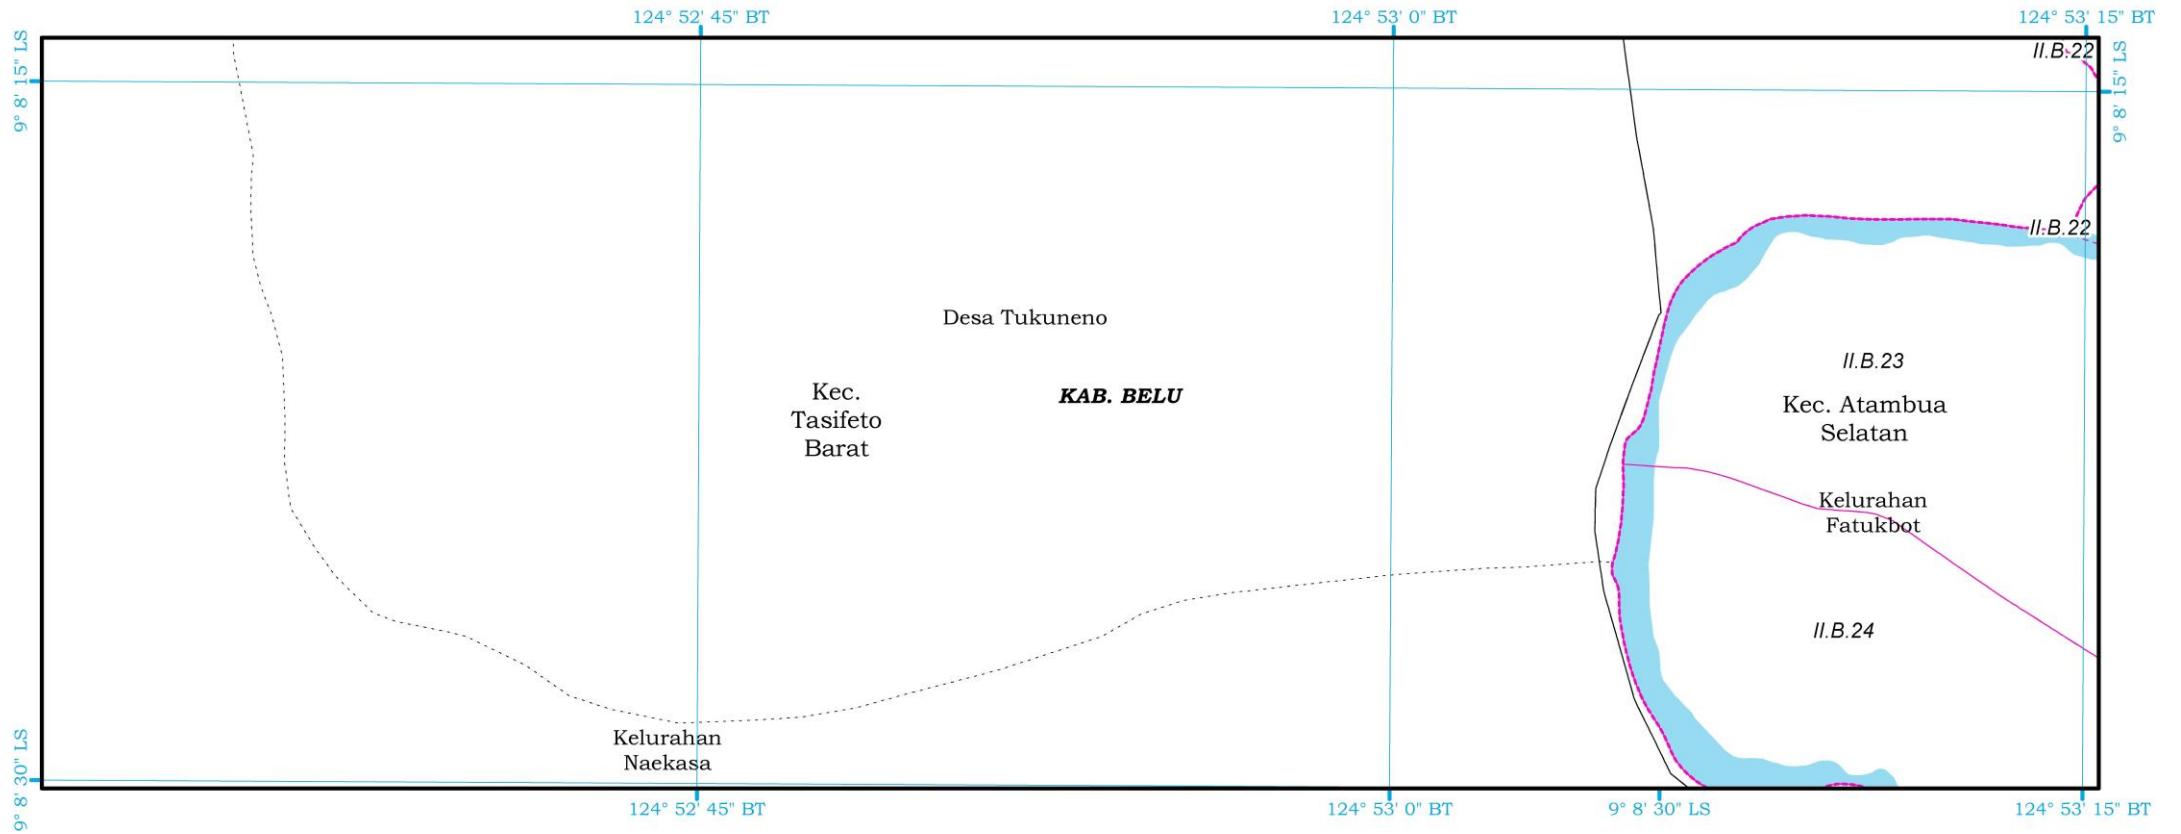 124° 52' 45" BT
124° 53' 0" BT
124° 53' 15" BT
9° 8' 15" LS
9° 8' 15" LS
II.B.22
II.B.22
Desa Tukuneno
II.B.23
Kec.
Tasifeto
Barat
KAB. BELU
Kec. Atambua
Selatan
Kelurahan
Fatukbot
II.B.24
Kelurahan
Naekasa
9° 8' 30" LS
124° 52' 45" BT
124° 53' 0" BT
9° 8' 30" LS
124° 53' 15" BT